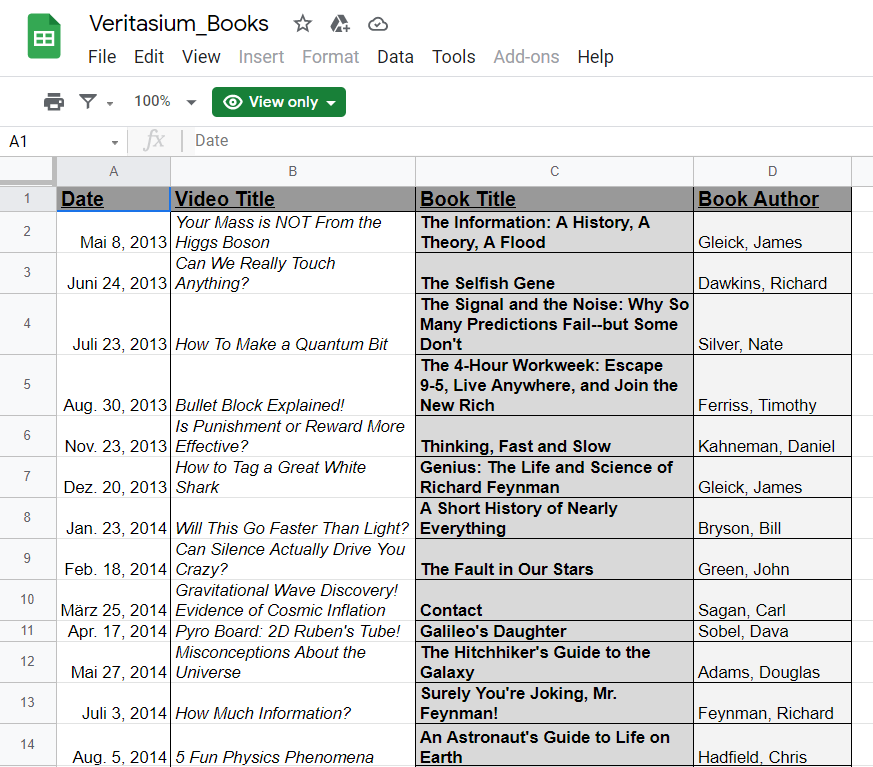 Veritasium_Books
File Edit View Insert Format Data Tools Add-ons Help
100% View only
A1 fx Date
A B C D
1 Date Video Title Book Title Book Author
2 Mai 8, 2013 Your Mass is NOT From the
Higgs Boson
The Information: A History, A
Theory, A Flood
Gleick, James
3 Juni 24, 2013 Can We Really Touch
Anything?
The Selfish Gene
Dawkins, Richard
4 Juli 23, 2013 How To Make a Quantum Bit
The Signal and the Noise: Why So
Many Predictions Fail--but Some
Don't
Silver, Nate
5 Aug. 30, 2013 Bullet Block Explained!
The 4-Hour Workweek: Escape
9-5, Live Anywhere, and Join the
New Rich
Ferriss, Timothy
6 Nov. 23, 2013 Is Punishment or Reward More
Effective?
Thinking, Fast and Slow
Kahneman, Daniel
7 Dez. 20, 2013 How to Tag a Great White
Shark
Genius: The Life and Science of
Richard Feynman
Gleick, James
8 Jan. 23, 2014 Will This Go Faster Than Light?
A Short History of Nearly
Everything
Bryson, Bill
9 Feb. 18, 2014 Can Silence Actually Drive You
Crazy?
The Fault in Our Stars
Green, John
10 März 25, 2014 Gravitational Wave Discovery!
Evidence of Cosmic Inflation
Contact
Sagan, Carl
11 Apr. 17, 2014 Pyro Board: 2D Ruben's Tube!
Galileo's Daughter
Sobel, Dava
12 Mai 27, 2014 Misconceptions About the
Universe
The Hitchhiker's Guide to the
Galaxy
Adams, Douglas
13 Juli 3, 2014 How Much Information?
Surely You're Joking, Mr.
Feynman!
Feynman, Richard
14 Aug. 5, 2014 5 Fun Physics Phenomena
An Astronaut's Guide to Life on
Earth
Hadfield, Chris